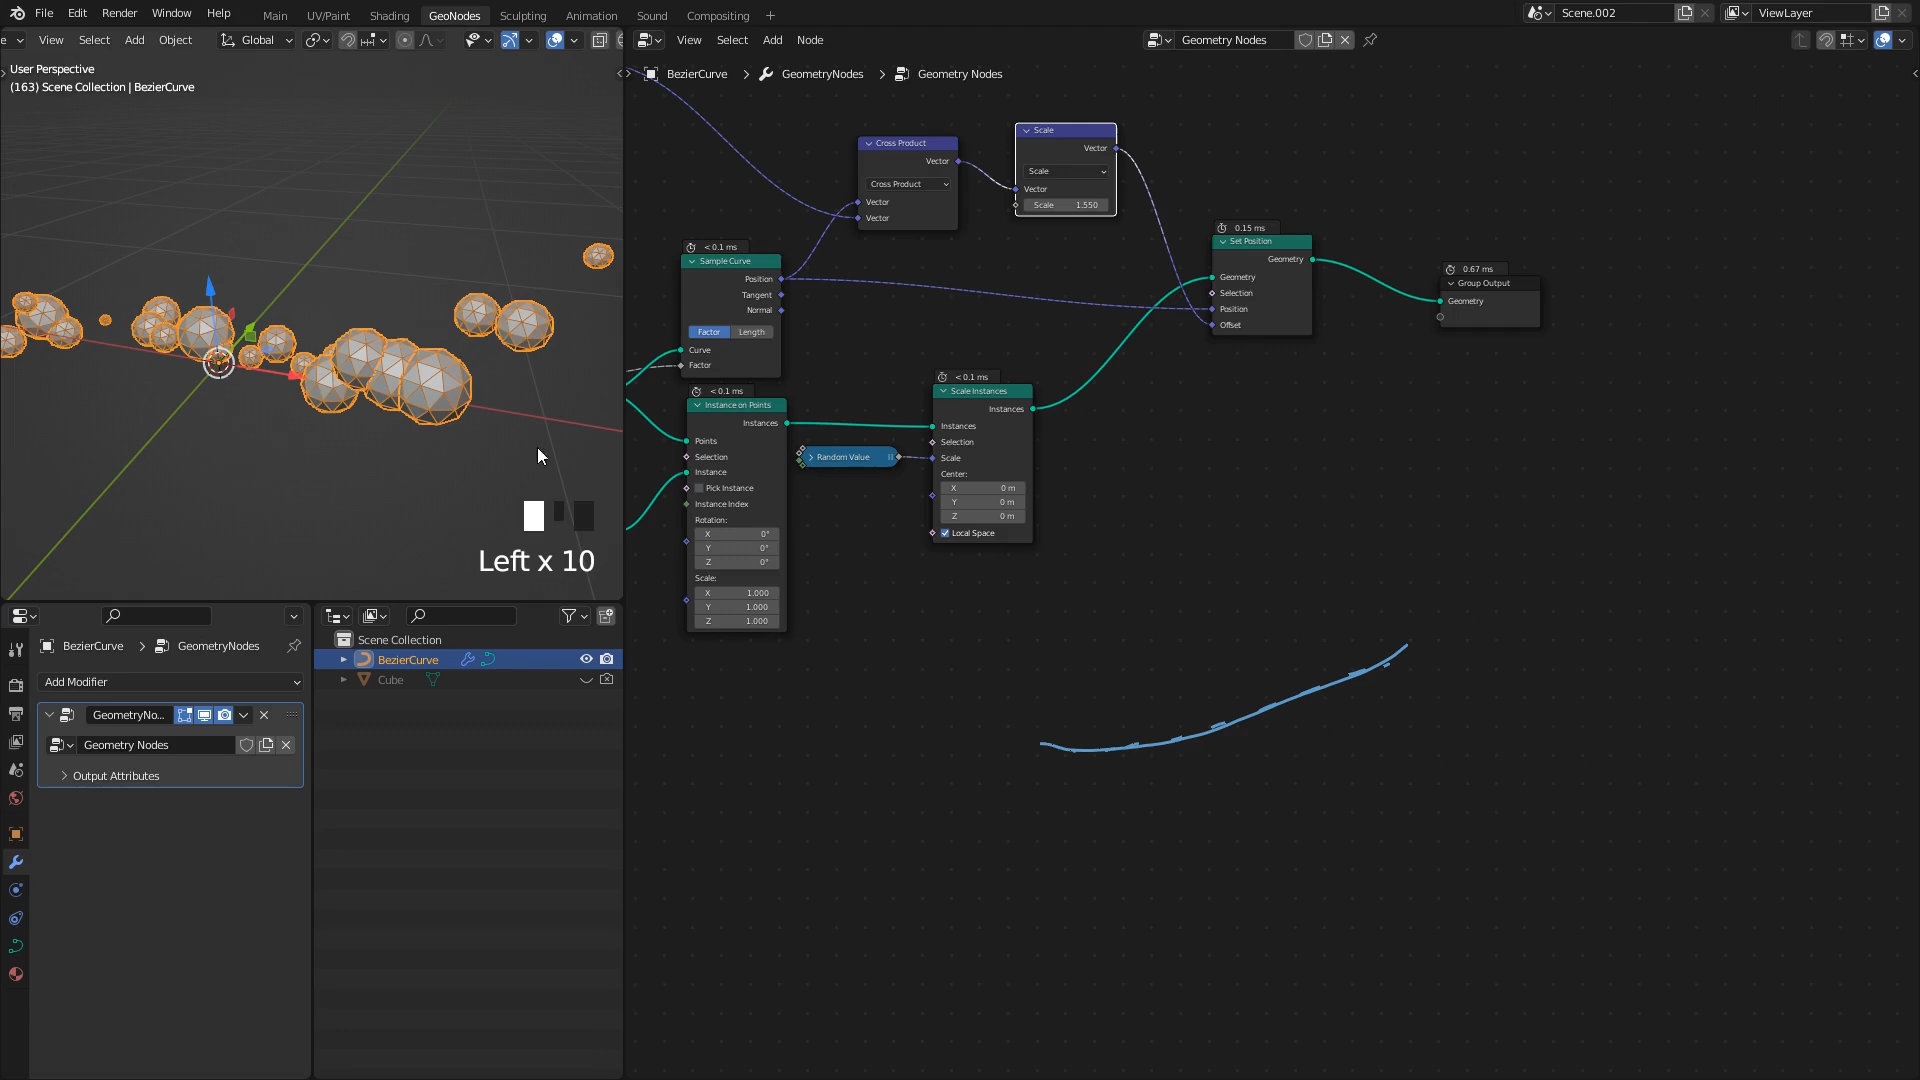 File Edit Render Window Help
Main UV/Paint Shading GeoNodes Sculpting Animation Sound Compositing +
Scene.002
ViewLayer
View Select Add Object
Global
View Select Add Node
Geometry Nodes
User Perspective
(163) Scene Collection | BezierCurve
BezierCurve > GeometryNodes > Geometry Nodes
Cross Product
Vector
Cross Product
Vector
Vector
Scale
Vector
Scale
Vector
Scale 1.550
< 0.1 ms
Sample Curve
Position
Tangent
Normal
Factor Length
Curve
Factor
0.15 ms
Set Position
Geometry
Geometry
Selection
Position
Offset
0.67 ms
Group Output
Geometry
< 0.1 ms
Instance on Points
Instances
Points
Selection
Instance
Pick Instance
Instance Index
Rotation:
X 0°
Y 0°
Z 0°
Scale:
X 1.000
Y 1.000
Z 1.000
Random Value
< 0.1 ms
Scale Instances
Instances
Instances
Selection
Scale
Center:
X 0 m
Y 0 m
Z 0 m
Local Space
Left x 10
BezierCurve > GeometryNodes
Add Modifier
GeometryNo...
Geometry Nodes
Output Attributes
Scene Collection
BezierCurve
Cube